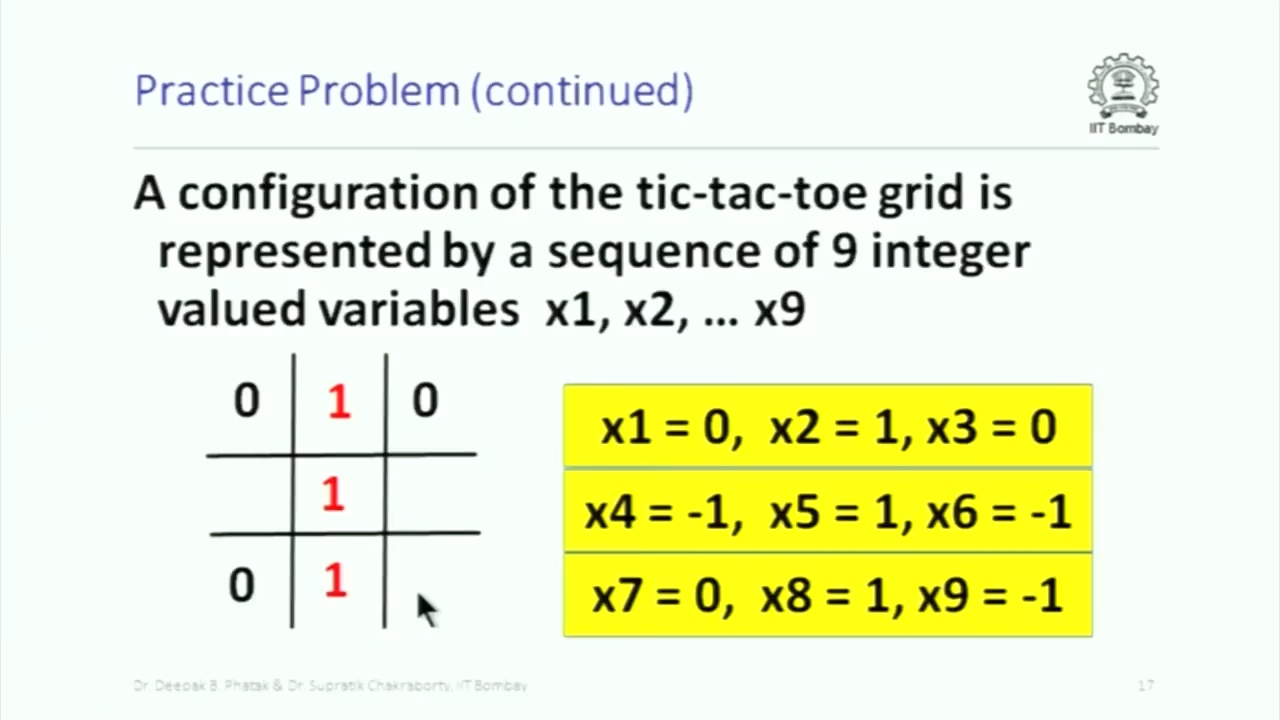 Practice Problem (continued)
IIT Bombay
A configuration of the tic-tac-toe grid is
represented by a sequence of 9 integer
valued variables x1, x2, ... x9
0 1 0
1
0 1
x1 = 0, x2 = 1, x3 = 0
x4 = -1, x5 = 1, x6 = -1
x7 = 0, x8 = 1, x9 = -1
Dr. Deepak B. Phatak & Dr. Supratik Chakraborty, IIT Bombay
17